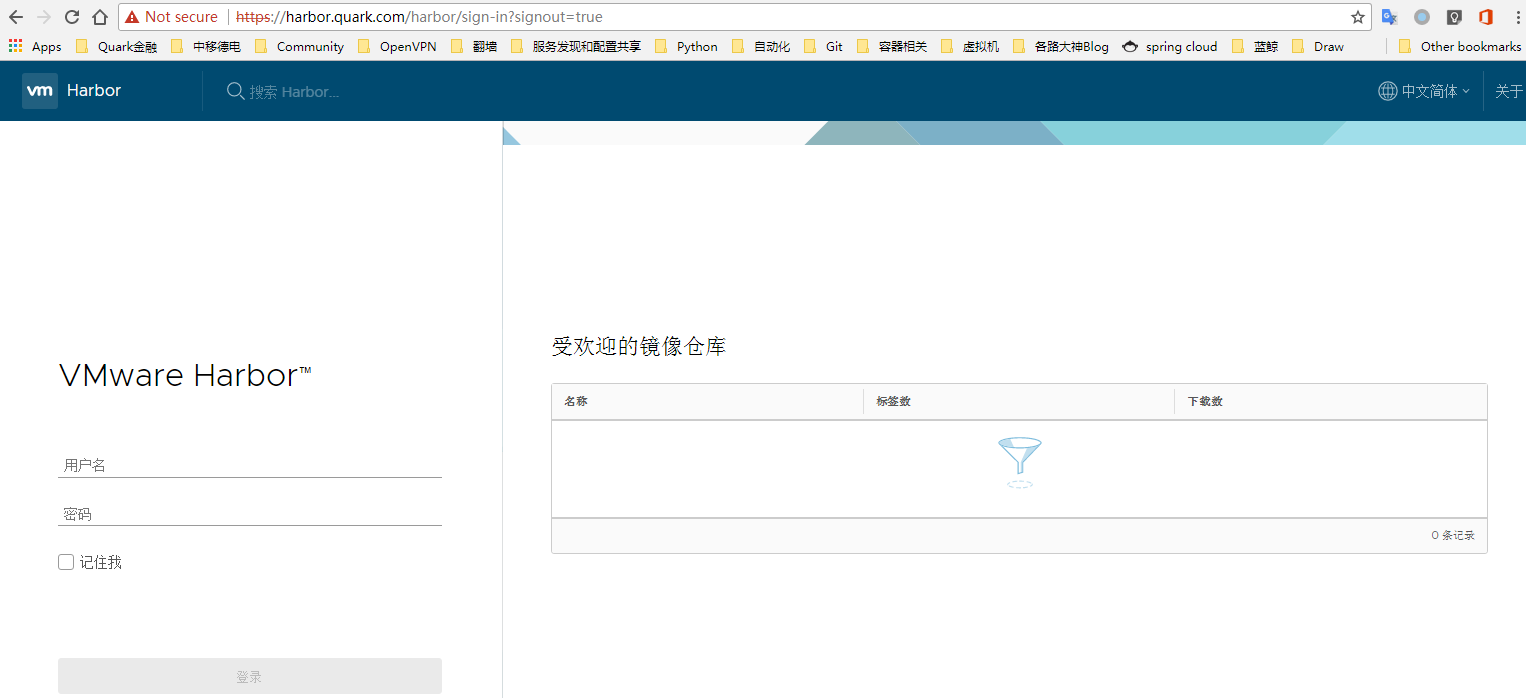 Not secure https://harbor.quark.com/harbor/sign-in?signout=true
Apps Quark金融 中移德电 Community OpenVPN 翻墙 服务发现和配置共享 Python 自动化 Git 容器相关 虚拟机 各路大神Blog spring cloud 蓝鲸 Draw Other bookmarks
vm Harbor 搜索 Harbor... 中文简体 关于
VMware Harbor™
用户名
密码
记住我
登录
受欢迎的镜像仓库
名称 标签数 下载数
0 条记录